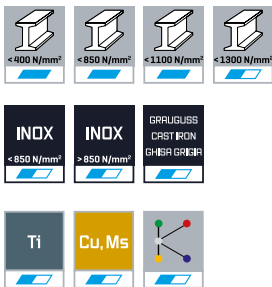 <400 N/mm² <850 N/mm² <1100 N/mm² <1300 N/mm²
INOX INOX GRAUGUSS
CAST IRON
GHISA GRIGIA
<850 N/mm² >850 N/mm²
Ti Cu, Ms